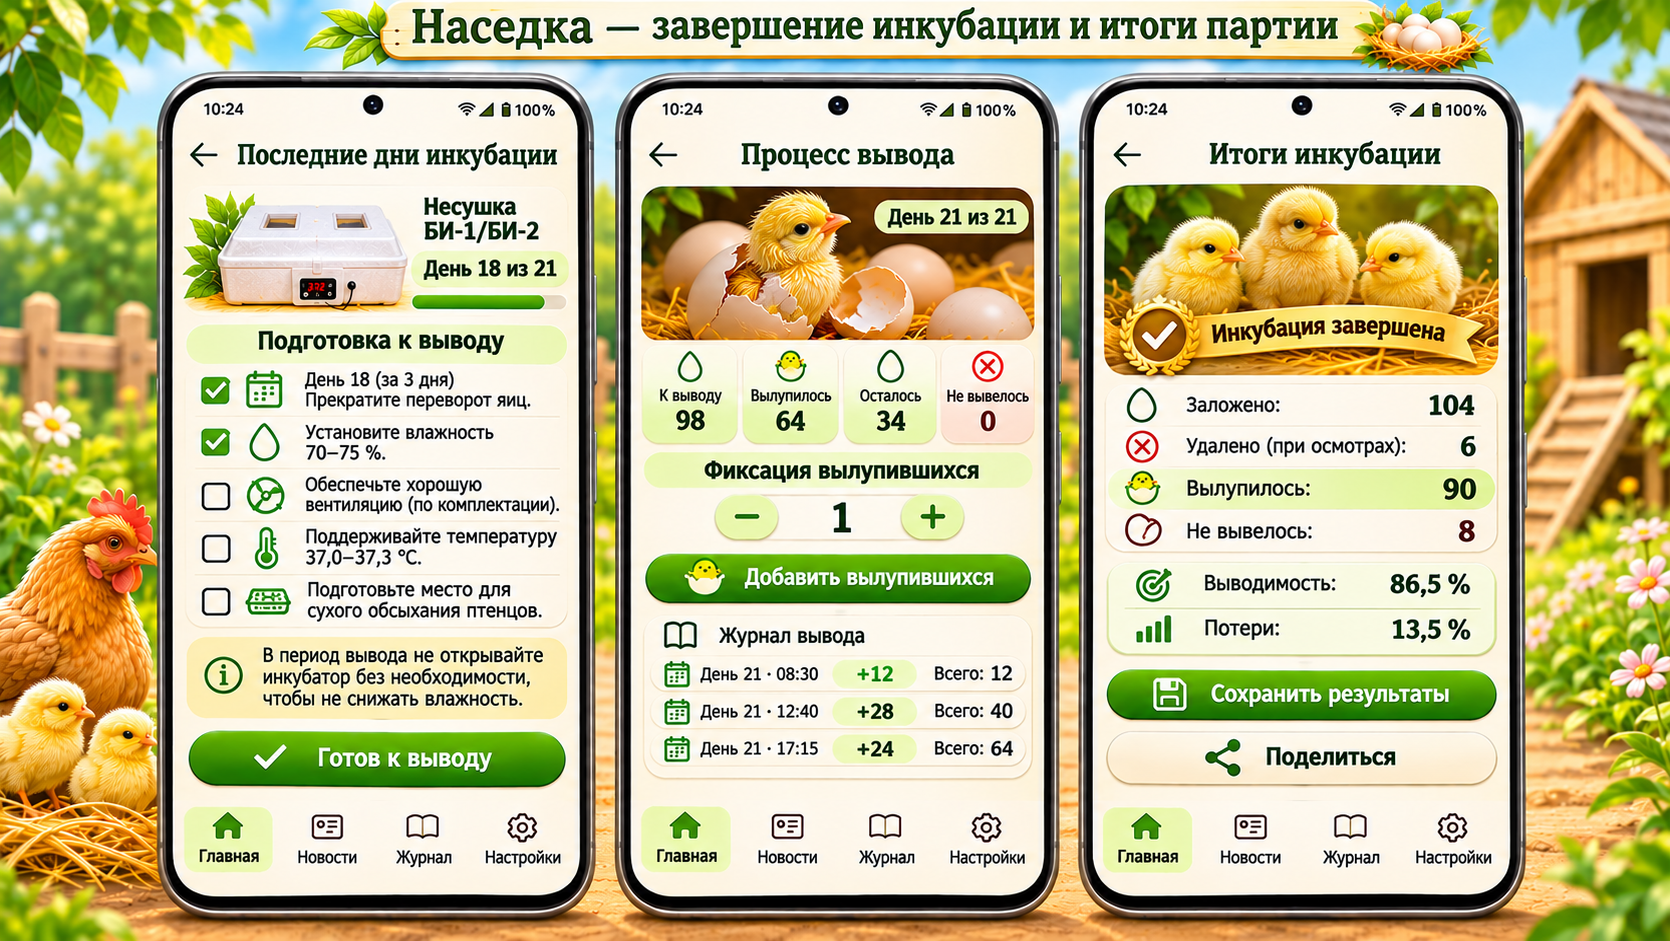 Наседка — завершение инкубации и итоги партии
10:24
100%
Последние дни инкубации
Несушка
БИ-1/БИ-2
День 18 из 21
Подготовка к выводу
День 18 (за 3 дня)
Прекратите переворот яиц.
Установите влажность
70–75 %.
Обеспечьте хорошую
вентиляцию (по комплектации).
Поддерживайте температуру
37,0–37,3 °C.
Подготовьте место для
сухого обсыхания птенцов.
В период вывода не открывайте
инкубатор без необходимости,
чтобы не снижать влажность.
Готов к выводу
Главная Новости Журнал Настройки
10:24
100%
Процесс вывода
День 21 из 21
К выводу Вылупилось Осталось Не вывелось
98 64 34 0
Фиксация вылупившихся
− 1 +
Добавить вылупившихся
Журнал вывода
День 21 · 08:30 +12 Всего: 12
День 21 · 12:40 +28 Всего: 40
День 21 · 17:15 +24 Всего: 64
Главная Новости Журнал Настройки
10:24
100%
Итоги инкубации
Инкубация завершена
Заложено: 104
Удалено (при осмотрах): 6
Вылупилось: 90
Не вывелось: 8
Выводимость: 86,5 %
Потери: 13,5 %
Сохранить результаты
Поделиться
Главная Новости Журнал Настройки